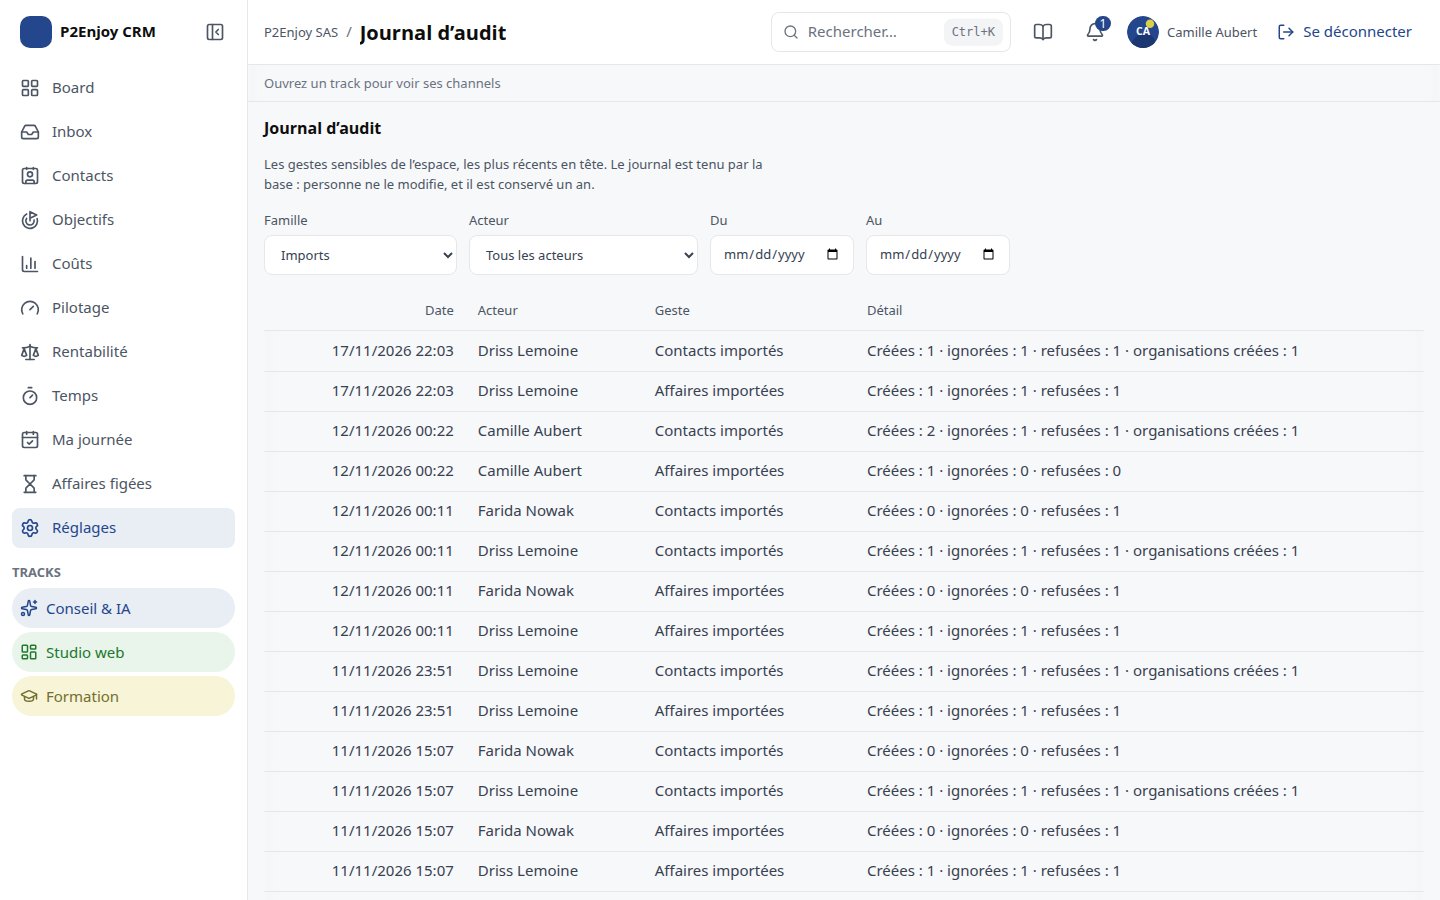 P2Enjoy CRM
Board
Inbox
Contacts
Objectifs
Coûts
Pilotage
Rentabilité
Temps
Ma journée
Affaires figées
Réglages
TRACKS
Conseil & IA
Studio web
Formation
P2Enjoy SAS / Journal d’audit
Rechercher... Ctrl+K
1
CA Camille Aubert
Se déconnecter
Ouvrez un track pour voir ses channels
Journal d’audit
Les gestes sensibles de l’espace, les plus récents en tête. Le journal est tenu par la
base : personne ne le modifie, et il est conservé un an.
Famille Acteur Du Au
Imports Tous les acteurs mm/dd/yyyy mm/dd/yyyy
Date Acteur Geste Détail
17/11/2026 22:03 Driss Lemoine Contacts importés Créées : 1 · ignorées : 1 · refusées : 1 · organisations créées : 1
17/11/2026 22:03 Driss Lemoine Affaires importées Créées : 1 · ignorées : 1 · refusées : 1
12/11/2026 00:22 Camille Aubert Contacts importés Créées : 2 · ignorées : 1 · refusées : 1 · organisations créées : 1
12/11/2026 00:22 Camille Aubert Affaires importées Créées : 1 · ignorées : 0 · refusées : 0
12/11/2026 00:11 Farida Nowak Contacts importés Créées : 0 · ignorées : 0 · refusées : 1
12/11/2026 00:11 Driss Lemoine Contacts importés Créées : 1 · ignorées : 1 · refusées : 1 · organisations créées : 1
12/11/2026 00:11 Farida Nowak Affaires importées Créées : 0 · ignorées : 0 · refusées : 1
12/11/2026 00:11 Driss Lemoine Affaires importées Créées : 1 · ignorées : 1 · refusées : 1
11/11/2026 23:51 Driss Lemoine Contacts importés Créées : 1 · ignorées : 1 · refusées : 1 · organisations créées : 1
11/11/2026 23:51 Driss Lemoine Affaires importées Créées : 1 · ignorées : 1 · refusées : 1
11/11/2026 15:07 Farida Nowak Contacts importés Créées : 0 · ignorées : 0 · refusées : 1
11/11/2026 15:07 Driss Lemoine Contacts importés Créées : 1 · ignorées : 1 · refusées : 1 · organisations créées : 1
11/11/2026 15:07 Farida Nowak Affaires importées Créées : 0 · ignorées : 0 · refusées : 1
11/11/2026 15:07 Driss Lemoine Affaires importées Créées : 1 · ignorées : 1 · refusées : 1